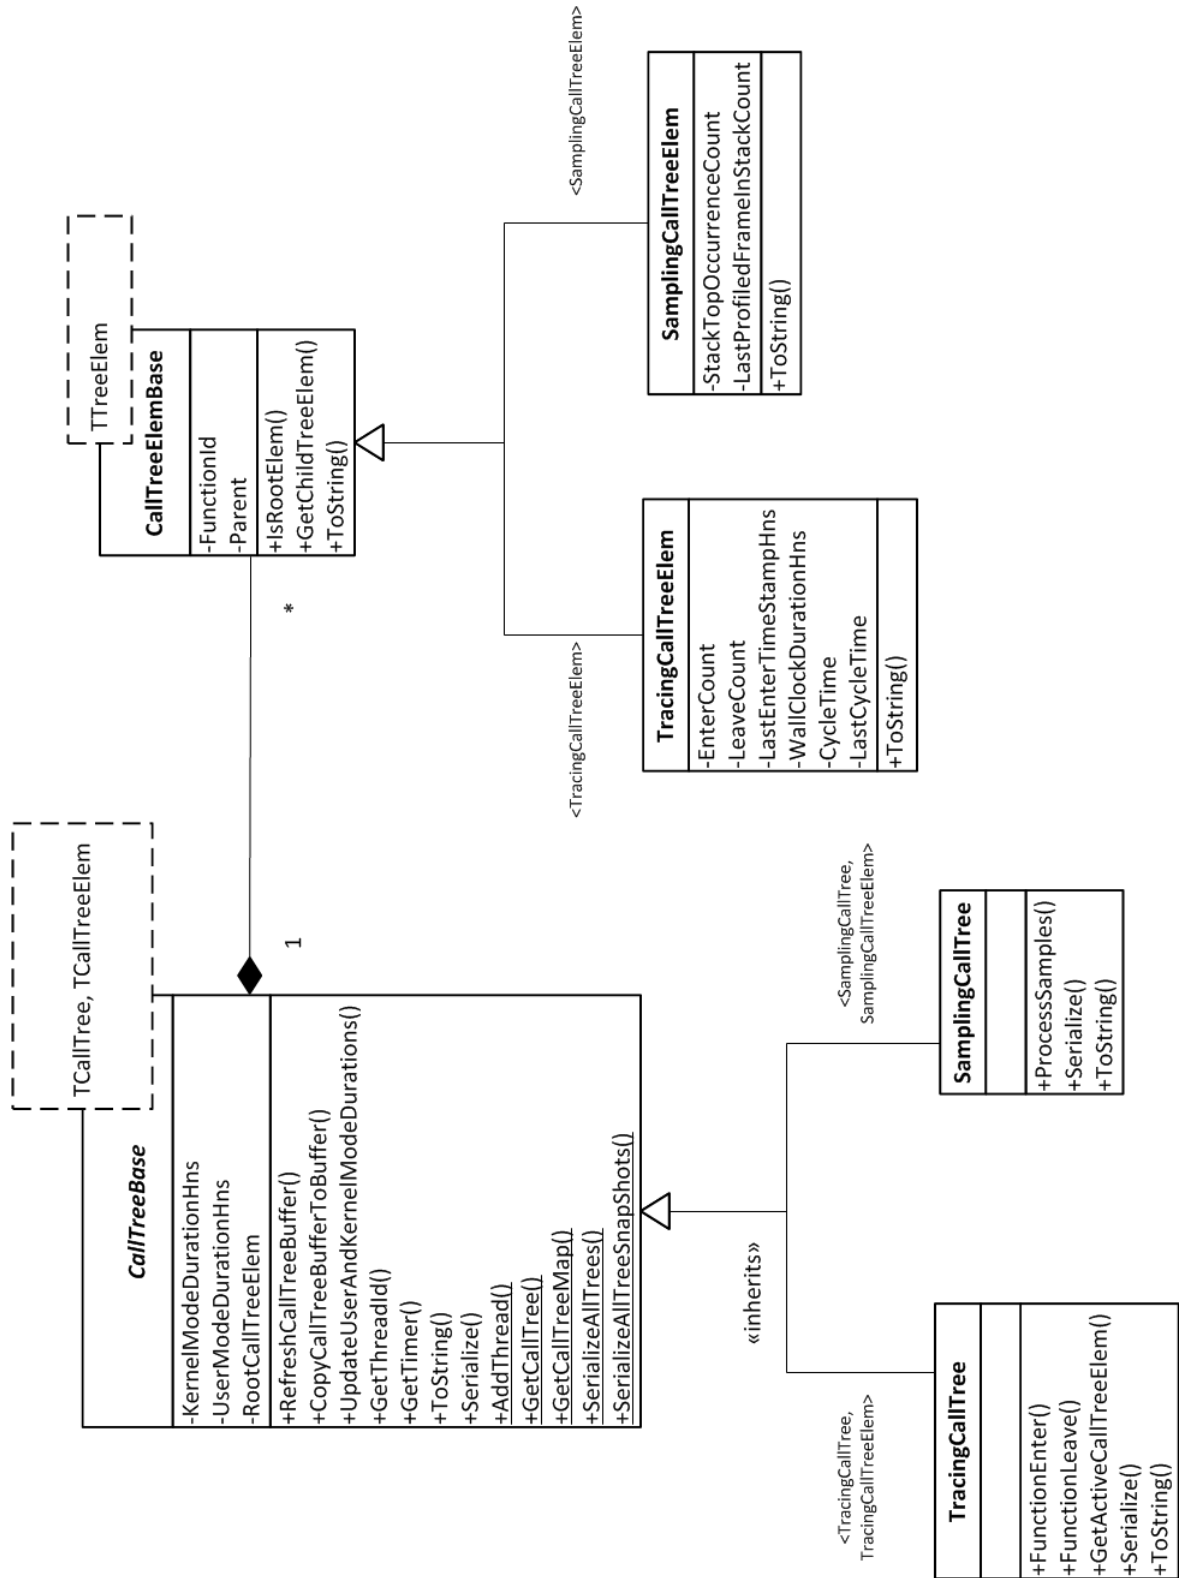 TCallTree, TCallTreeElem
CallTreeBase
-KernelModeDurationHns
-UserModeDurationHns
-RootCallTreeElem
+RefreshCallTreeBuffer()
+CopyCallTreeBufferToBuffer()
+UpdateUserAndKernelModeDurations()
+GetThreadId()
+GetTimer()
+ToString()
+Serialize()
+AddThread()
+GetCallTree()
+GetCallTreeMap()
+SerializeAllTrees()
+SerializeAllTreeSnapShots()
1
*
TTreeElem
CallTreeElemBase
-FunctionId
-Parent
+IsRootElem()
+GetChildTreeElem()
+ToString()
«inherits»
<TracingCallTree,
TracingCallTreeElem>
TracingCallTree
+FunctionEnter()
+FunctionLeave()
+GetActiveCallTreeElem()
+Serialize()
+ToString()
<SamplingCallTree,
SamplingCallTreeElem>
SamplingCallTree
+ProcessSamples()
+Serialize()
+ToString()
<TracingCallTreeElem>
TracingCallTreeElem
-EnterCount
-LeaveCount
-LastEnterTimeStampHns
-WallClockDurationHns
-CycleTime
-LastCycleTime
+ToString()
<SamplingCallTreeElem>
SamplingCallTreeElem
-StackTopOccurrenceCount
-LastProfiledFrameInStackCount
+ToString()